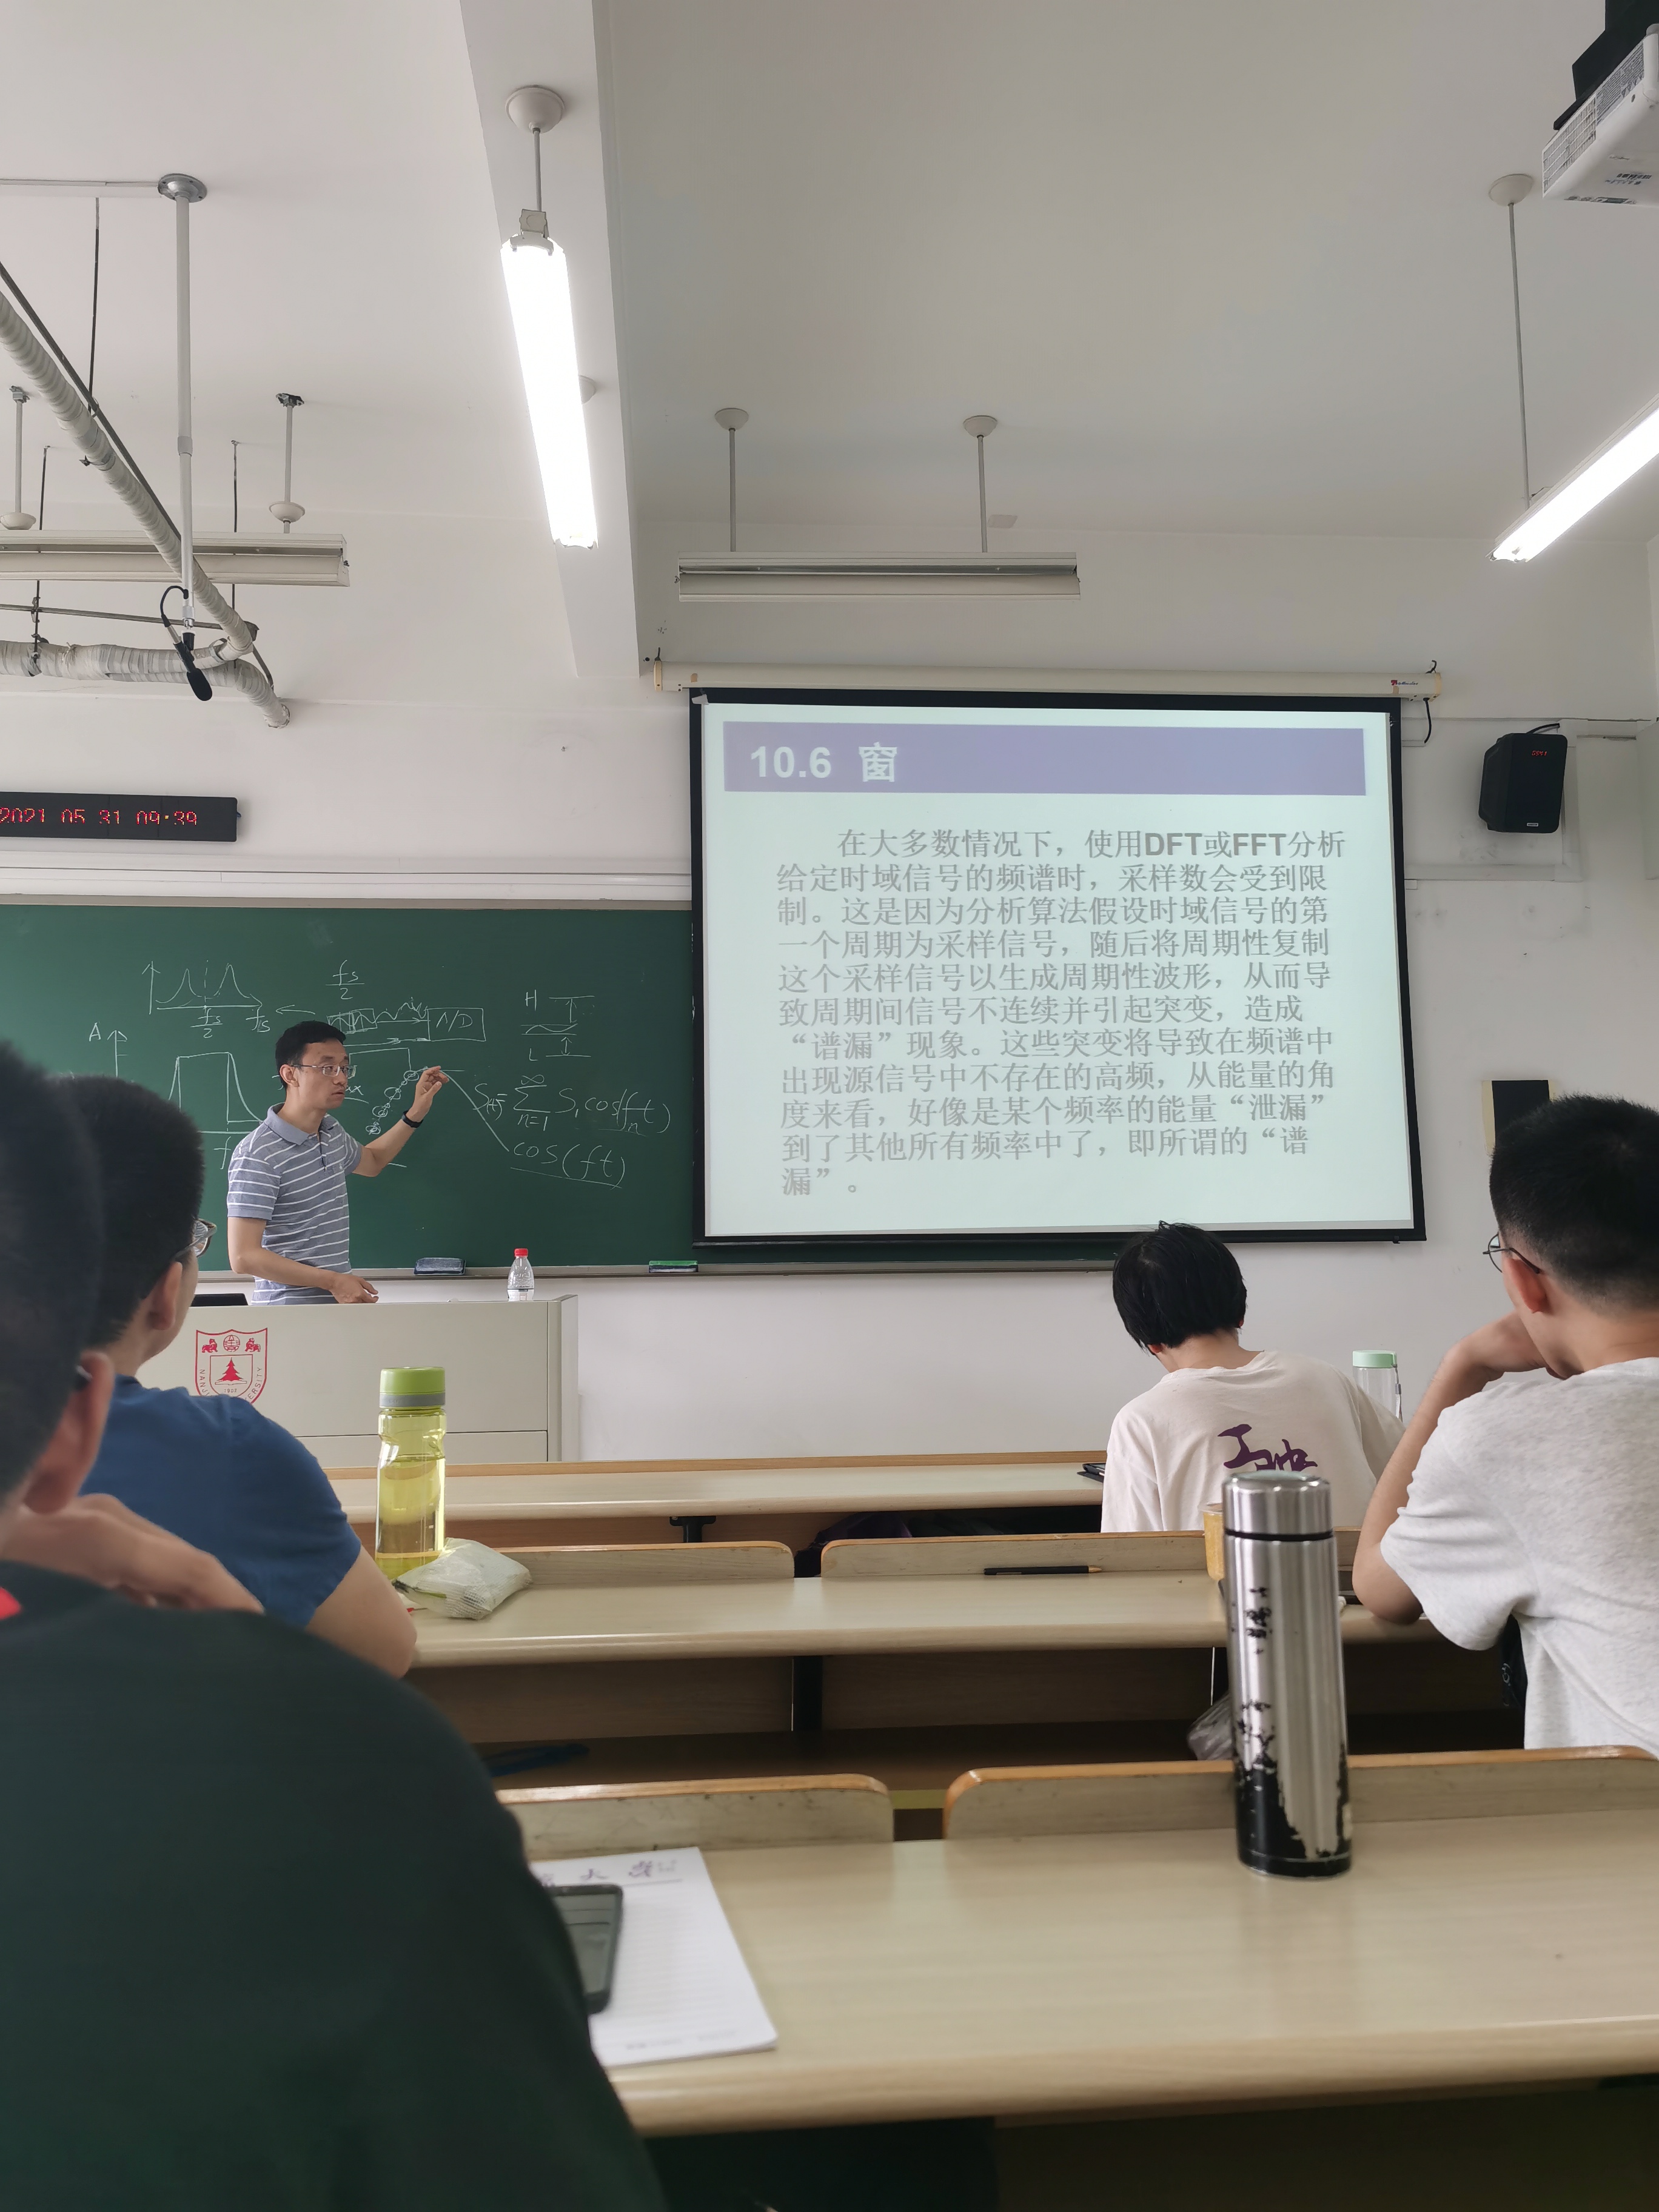 10.6 窗
在大多数情况下，使用DFT或FFT分析
给定时域信号的频谱时，采样数会受到限
制。这是因为分析算法假设时域信号的第
一个周期为采样信号，随后将周期性复制
这个采样信号以生成周期性波形，从而导
致周期间信号不连续并引起突变，造成
“谱漏”现象。这些突变将导致在频谱中
出现源信号中不存在的高频，从能量的角
度来看，好像是某个频率的能量“泄漏”
到了其他所有频率中了，即所谓的“谱
漏”。
2021 05 31 09:39
fs
2
fs
2
fs
A/D
H
L
A
f
∞
n=1
cos(ft)
1902